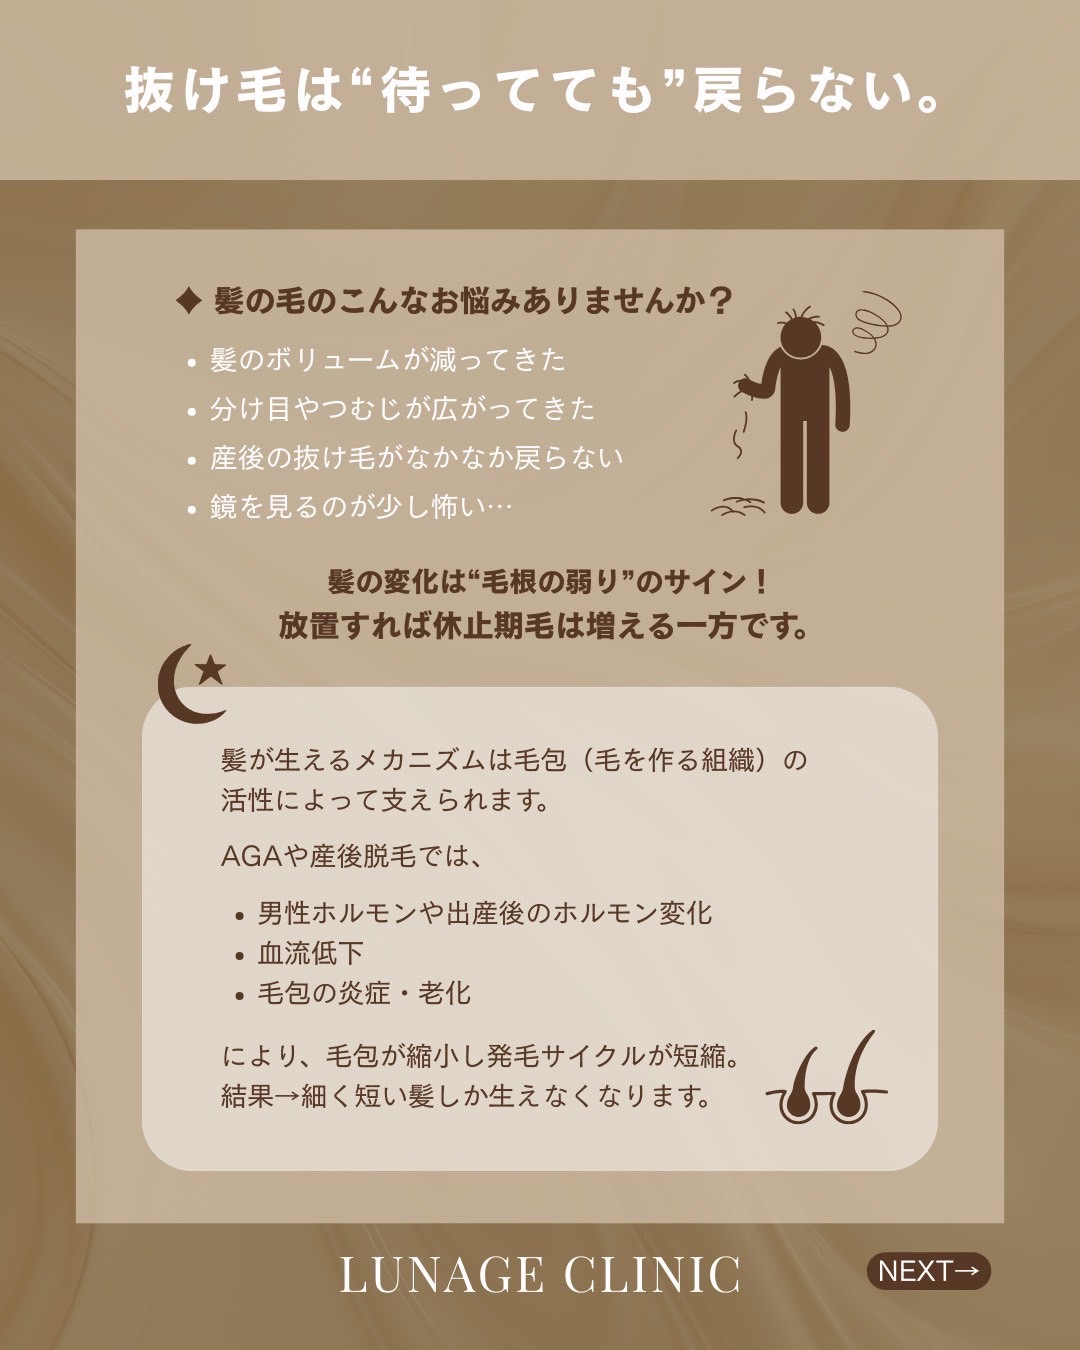 抜け毛は“待ってても”戻らない。
髪の毛のこんなお悩みありませんか？
• 髪のボリュームが減ってきた
• 分け目やつむじが広がってきた
• 産後の抜け毛がなかなか戻らない
• 鏡を見るのが少し怖い…
髪の変化は“毛根の弱り”のサイン！
放置すれば休止期毛は増える一方です。
髪が生えるメカニズムは毛包（毛を作る組織）の
活性によって支えられます。
AGAや産後脱毛では、
• 男性ホルモンや出産後のホルモン変化
• 血流低下
• 毛包の炎症・老化
により、毛包が縮小し発毛サイクルが短縮。
結果→細く短い髪しか生えなくなります。
LUNAGE CLINIC
NEXT→